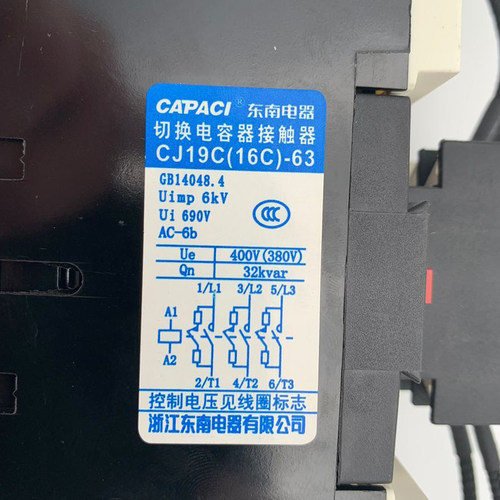 CAPACI® 东南电器
切换电容器接触器
CJ19C(16C)-63
GB14048.4
Uimp 6kV
Ui 690V
AC-6b
CCC
Ue 400V(380V)
Qn 32kvar
1/L1 3/L2 5/L3
A1
A2
2/T1 4/T2 6/T3
控制电压见线圈标志
浙江东南电器有限公司